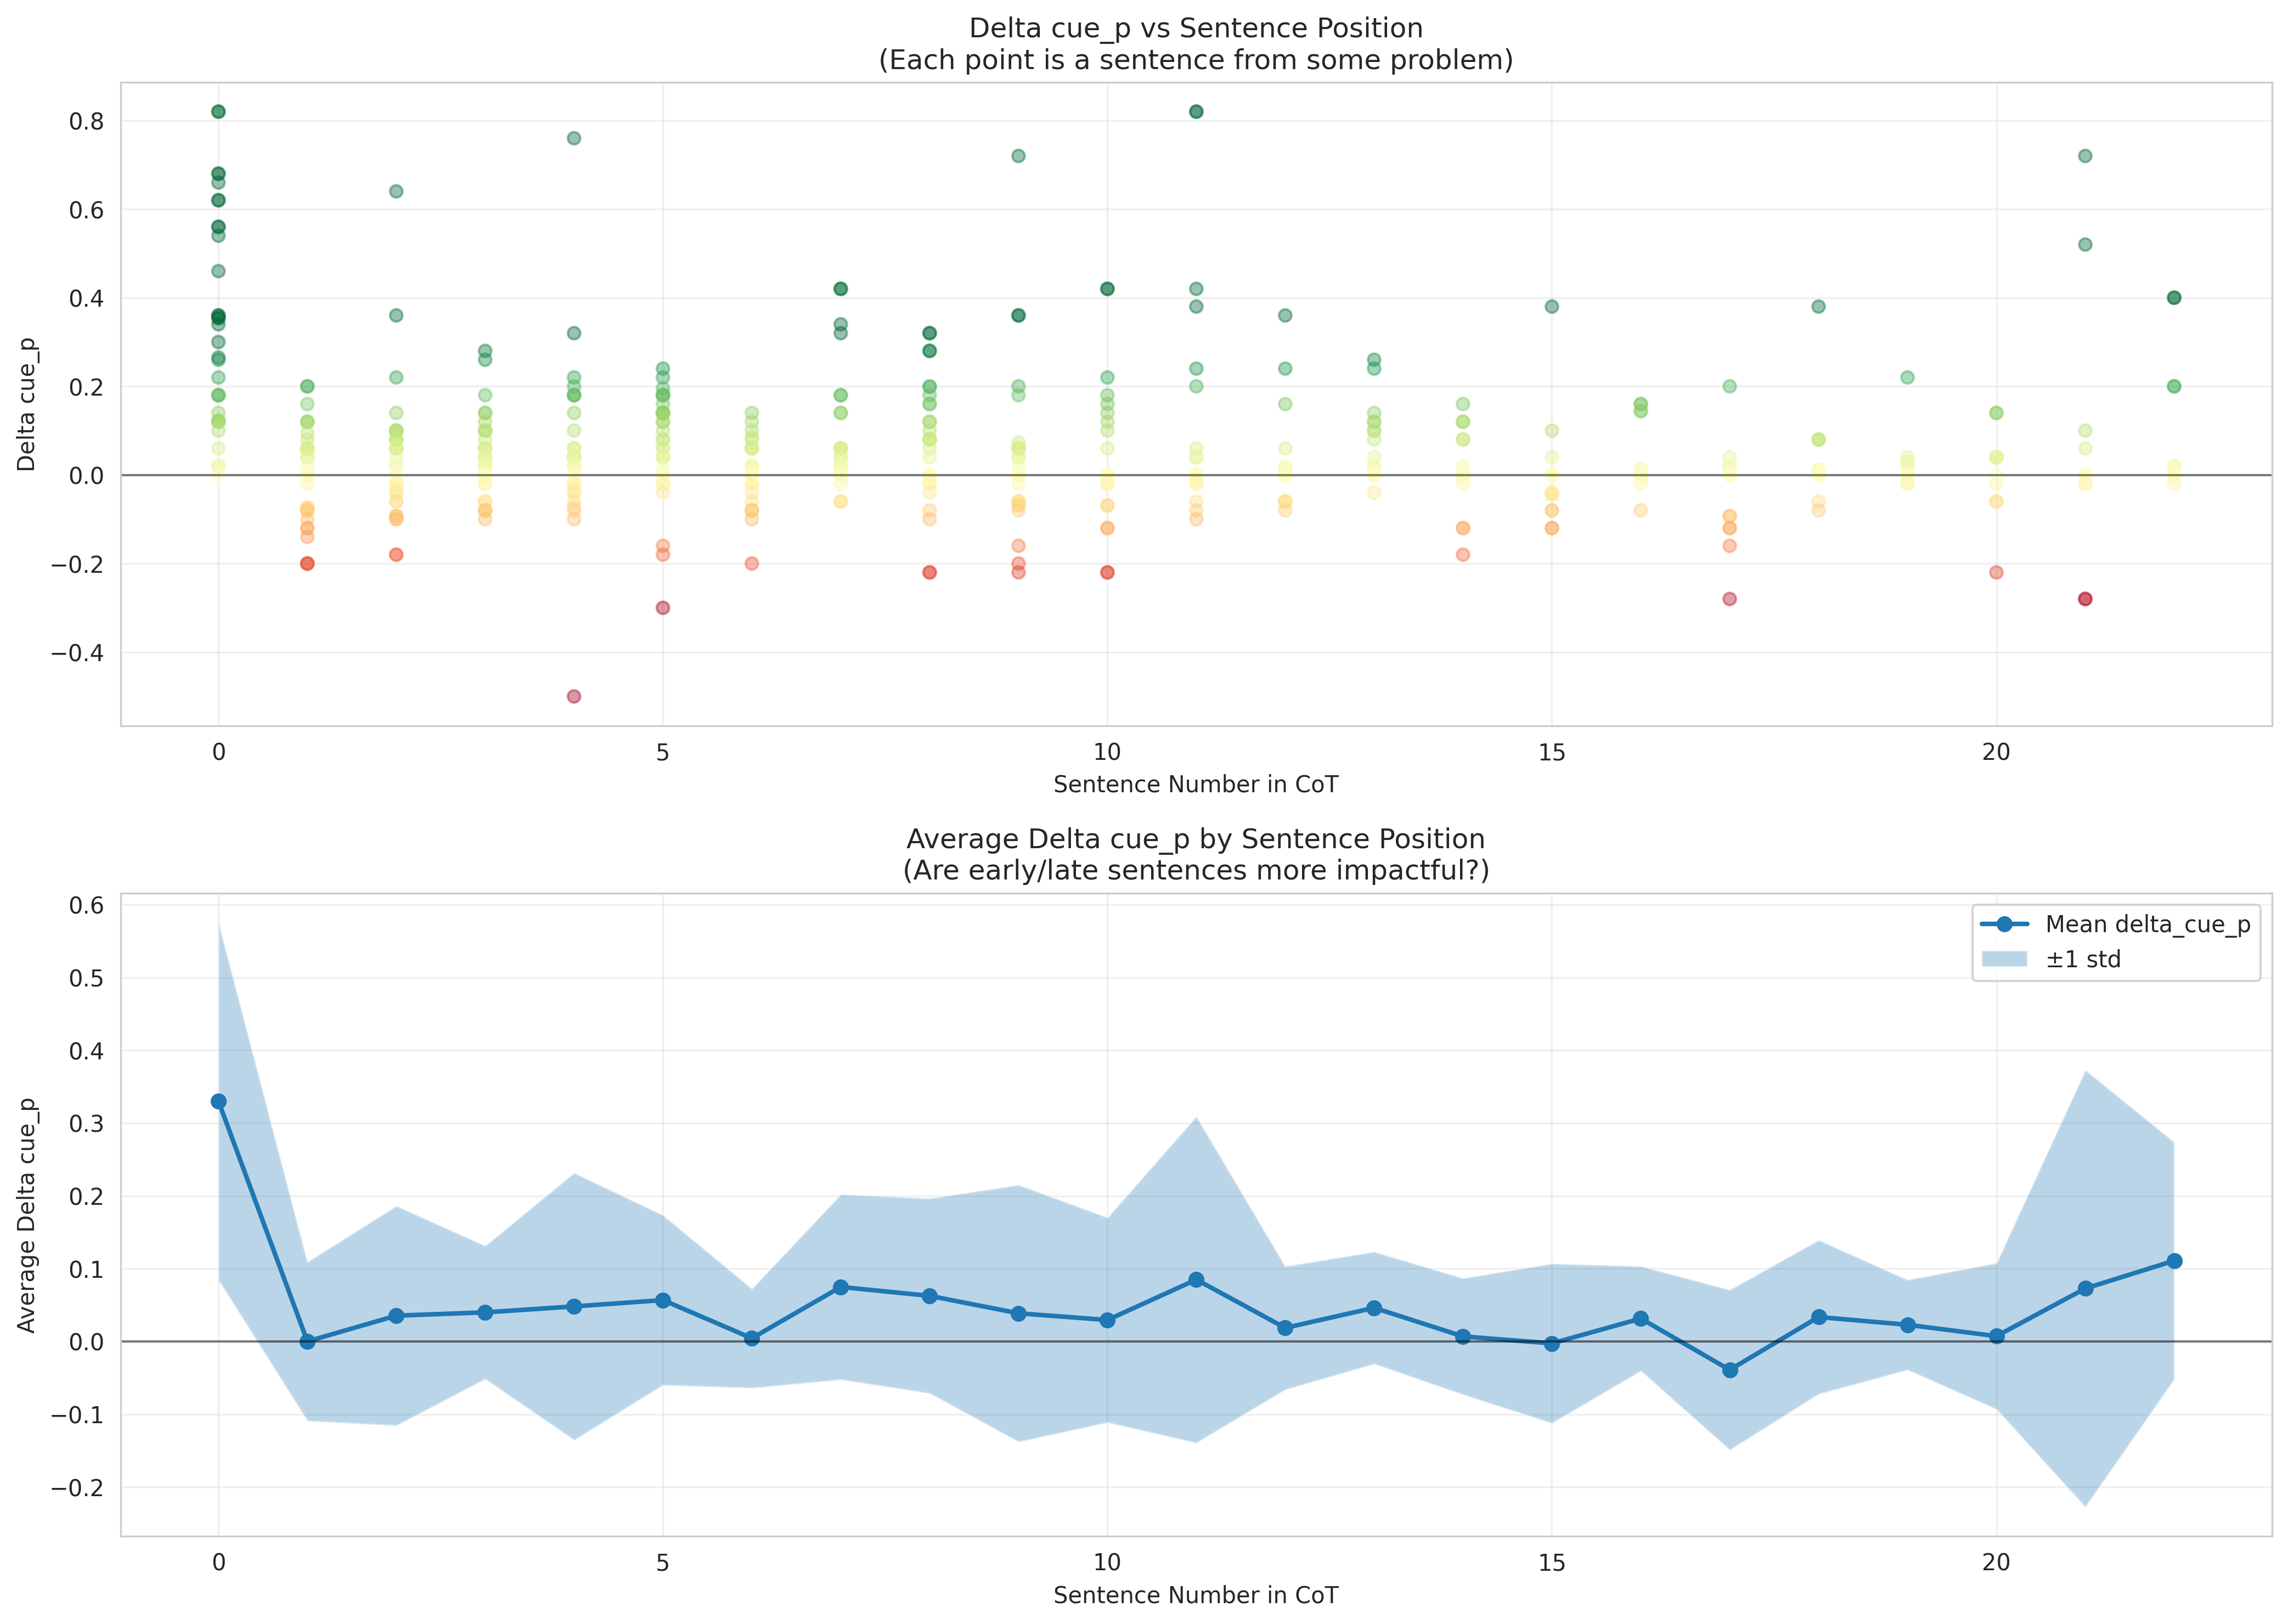 Delta cue_p vs Sentence Position
(Each point is a sentence from some problem)
Delta cue_p
0.8
0.6
0.4
0.2
0.0
−0.2
−0.4
0 5 10 15 20
Sentence Number in CoT
Average Delta cue_p by Sentence Position
(Are early/late sentences more impactful?)
Mean delta_cue_p
±1 std
Average Delta cue_p
0.6
0.5
0.4
0.3
0.2
0.1
0.0
−0.1
−0.2
0 5 10 15 20
Sentence Number in CoT